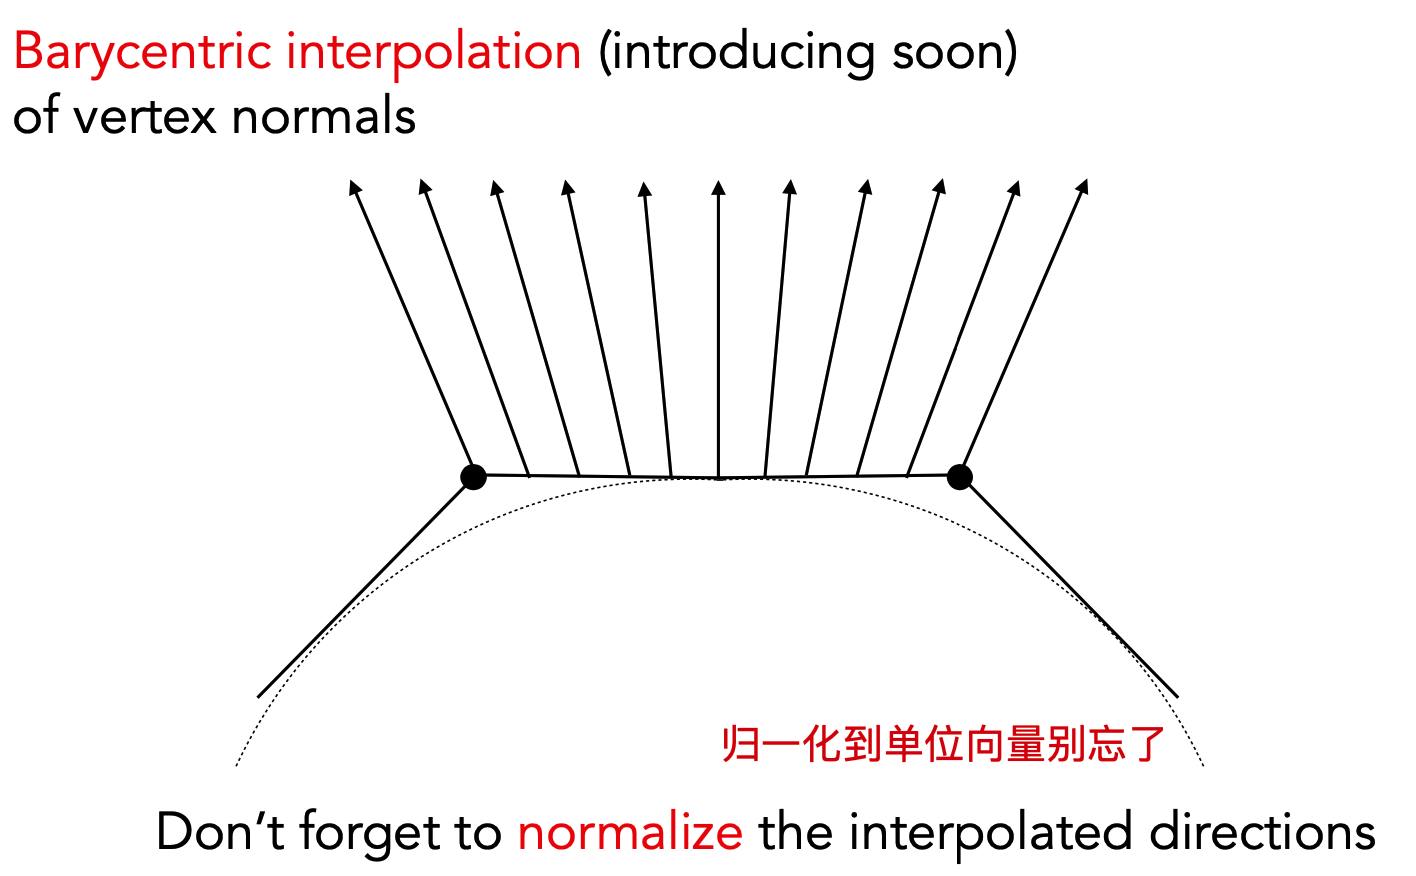 Barycentric interpolation (introducing soon)
of vertex normals
归一化到单位向量别忘了
Don’t forget to normalize the interpolated directions